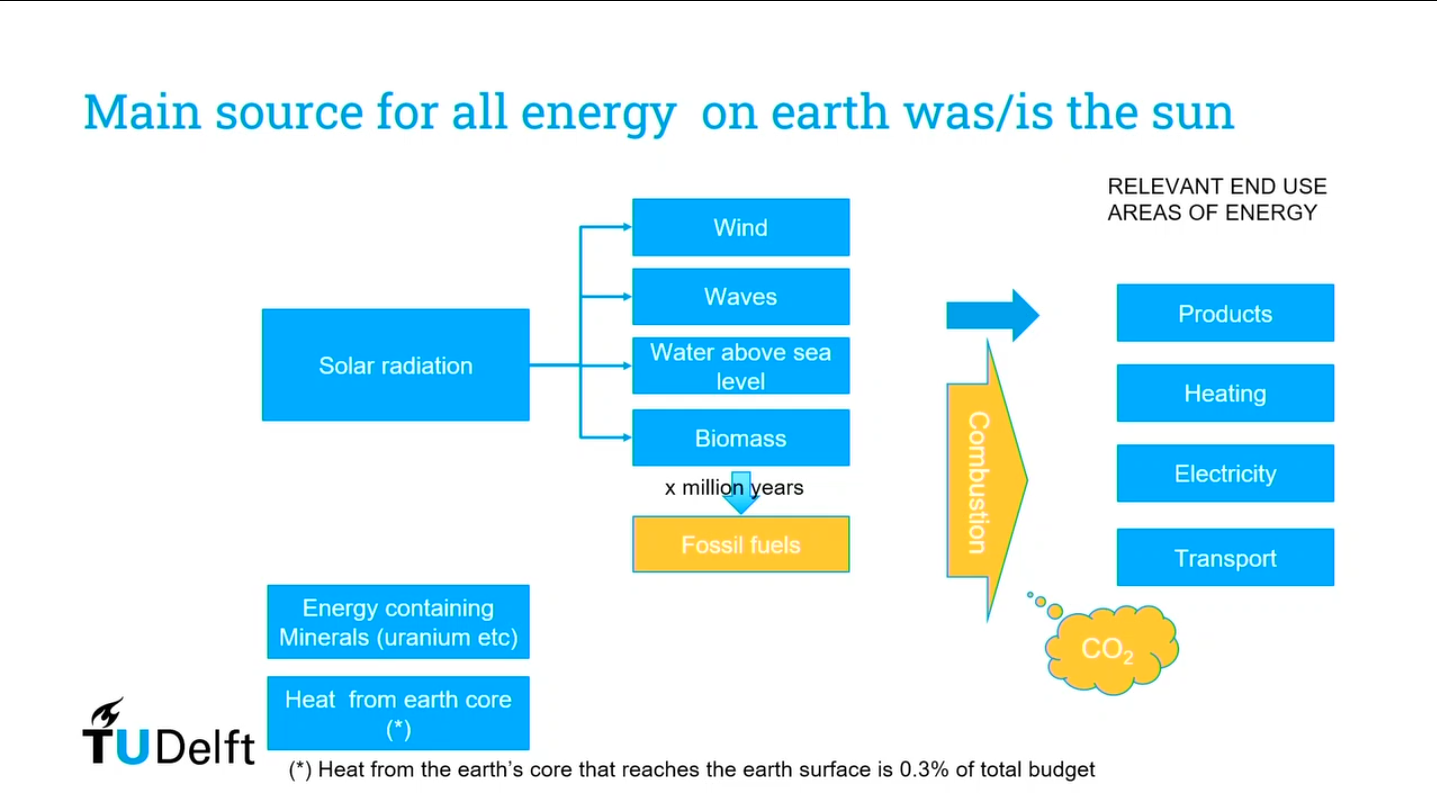 Main source for all energy  on earth was/is the sun
RELEVANT END USE
AREAS OF ENERGY
Solar radiation
Wind
Waves
Water above sea
level
Biomass
x million years
Fossil fuels
Combustion
Products
Heating
Electricity
Transport
CO₂
Energy containing
Minerals (uranium etc)
Heat  from earth core
(*)
TU Delft
(*) Heat from the earth's core that reaches the earth surface is 0.3% of total budget